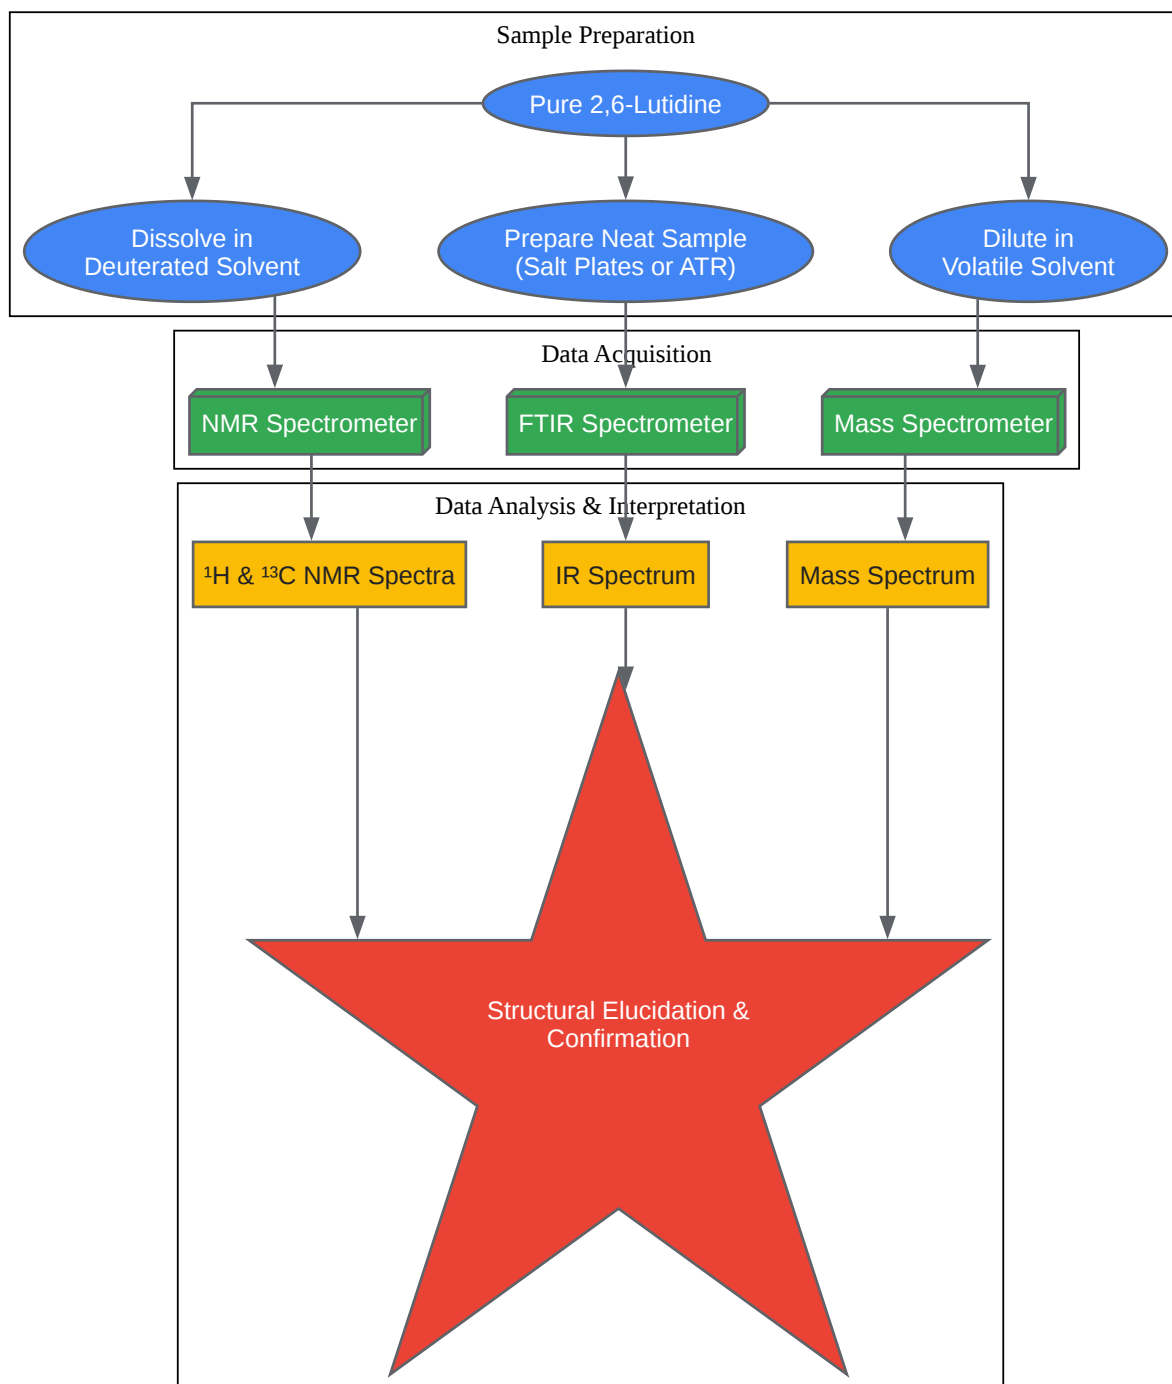 Sample Preparation
Pure 2,6-Lutidine
Dissolve in
Deuterated Solvent
Prepare Neat Sample
(Salt Plates or ATR)
Dilute in
Volatile Solvent
Data Acquisition
NMR Spectrometer
FTIR Spectrometer
Mass Spectrometer
Data Analysis & Interpretation
¹H & ¹³C NMR Spectra
IR Spectrum
Mass Spectrum
Structural Elucidation &
Confirmation